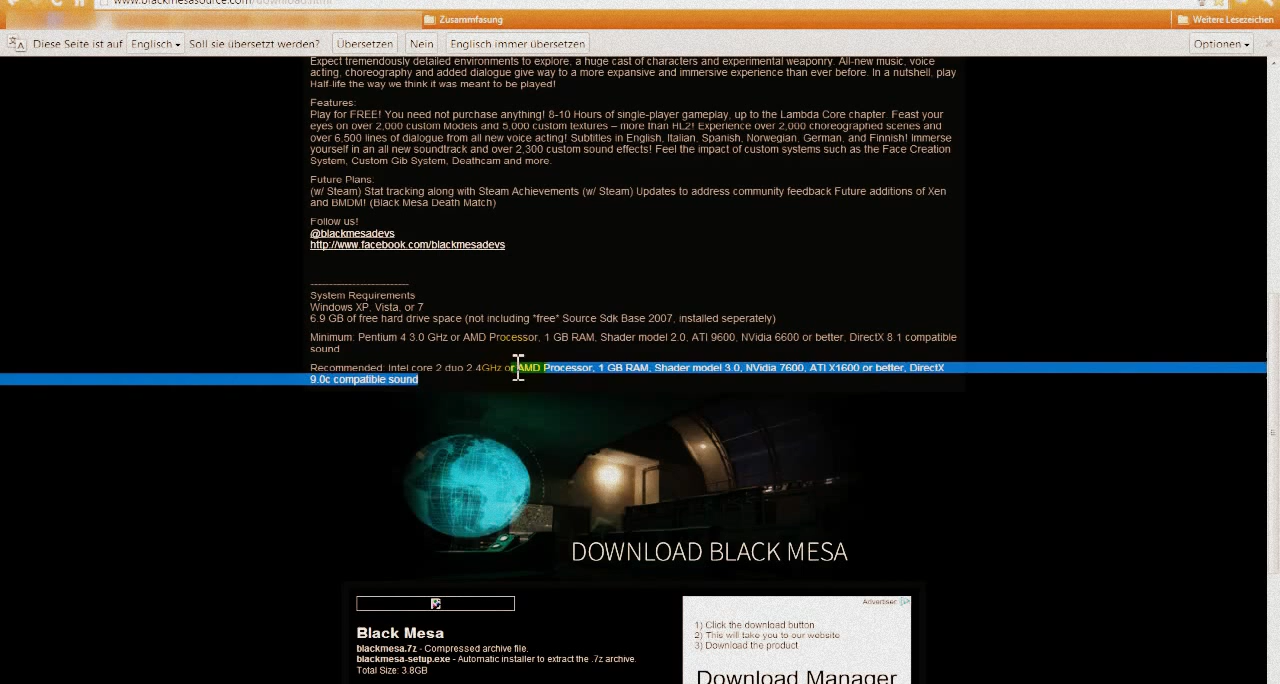 www.blackmesasource.com/download.html
Zusammfasung
Weitere Lesezeichen
Diese Seite ist auf Englisch Soll sie übersetzt werden? Übersetzen Nein Englisch immer übersetzen Optionen
Expect tremendously detailed environments to explore, a huge cast of characters and experimental weaponry. All-new music, voice
acting, choreography and added dialogue give way to a more expansive and immersive experience than ever before. In a nutshell, play
Half-life the way we think it was meant to be played!
Features:
Play for FREE! You need not purchase anything! 8-10 Hours of single-player gameplay, up to the Lambda Core chapter. Feast your
eyes on over 2,000 custom Models and 5,000 custom textures – more than HL2! Experience over 2,000 choreographed scenes and
over 6,500 lines of dialogue from all new voice acting! Subtitles in English, Italian, Spanish, Norwegian, German, and Finnish! Immerse
yourself in an all new soundtrack and over 2,300 custom sound effects! Feel the impact of custom systems such as the Face Creation
System, Custom Gib System, Deathcam and more.
Future Plans:
(w/ Steam) Stat tracking along with Steam Achievements (w/ Steam) Updates to address community feedback Future additions of Xen
and BMDM! (Black Mesa Death Match)
Follow us!
@blackmesadevs
http://www.facebook.com/blackmesadevs
--------------------------
System Requirements
Windows XP, Vista, or 7
6.9 GB of free hard drive space (not including *free* Source Sdk Base 2007, installed seperately)
Minimum: Pentium 4 3.0 GHz or AMD Processor, 1 GB RAM, Shader model 2.0, ATI 9600, NVidia 6600 or better, DirectX 8.1 compatible
sound
Recommended: Intel core 2 duo 2.4GHz or AMD Processor, 1 GB RAM, Shader model 3.0, NVidia 7600, ATI X1600 or better, DirectX
9.0c compatible sound
DOWNLOAD BLACK MESA
Black Mesa
blackmesa.7z - Compressed archive file.
blackmesa-setup.exe - Automatic installer to extract the .7z archive.
Total Size: 3.8GB
Advertiser
1) Click the download button
2) This will take you to our website
3) Download the product
Download Manager